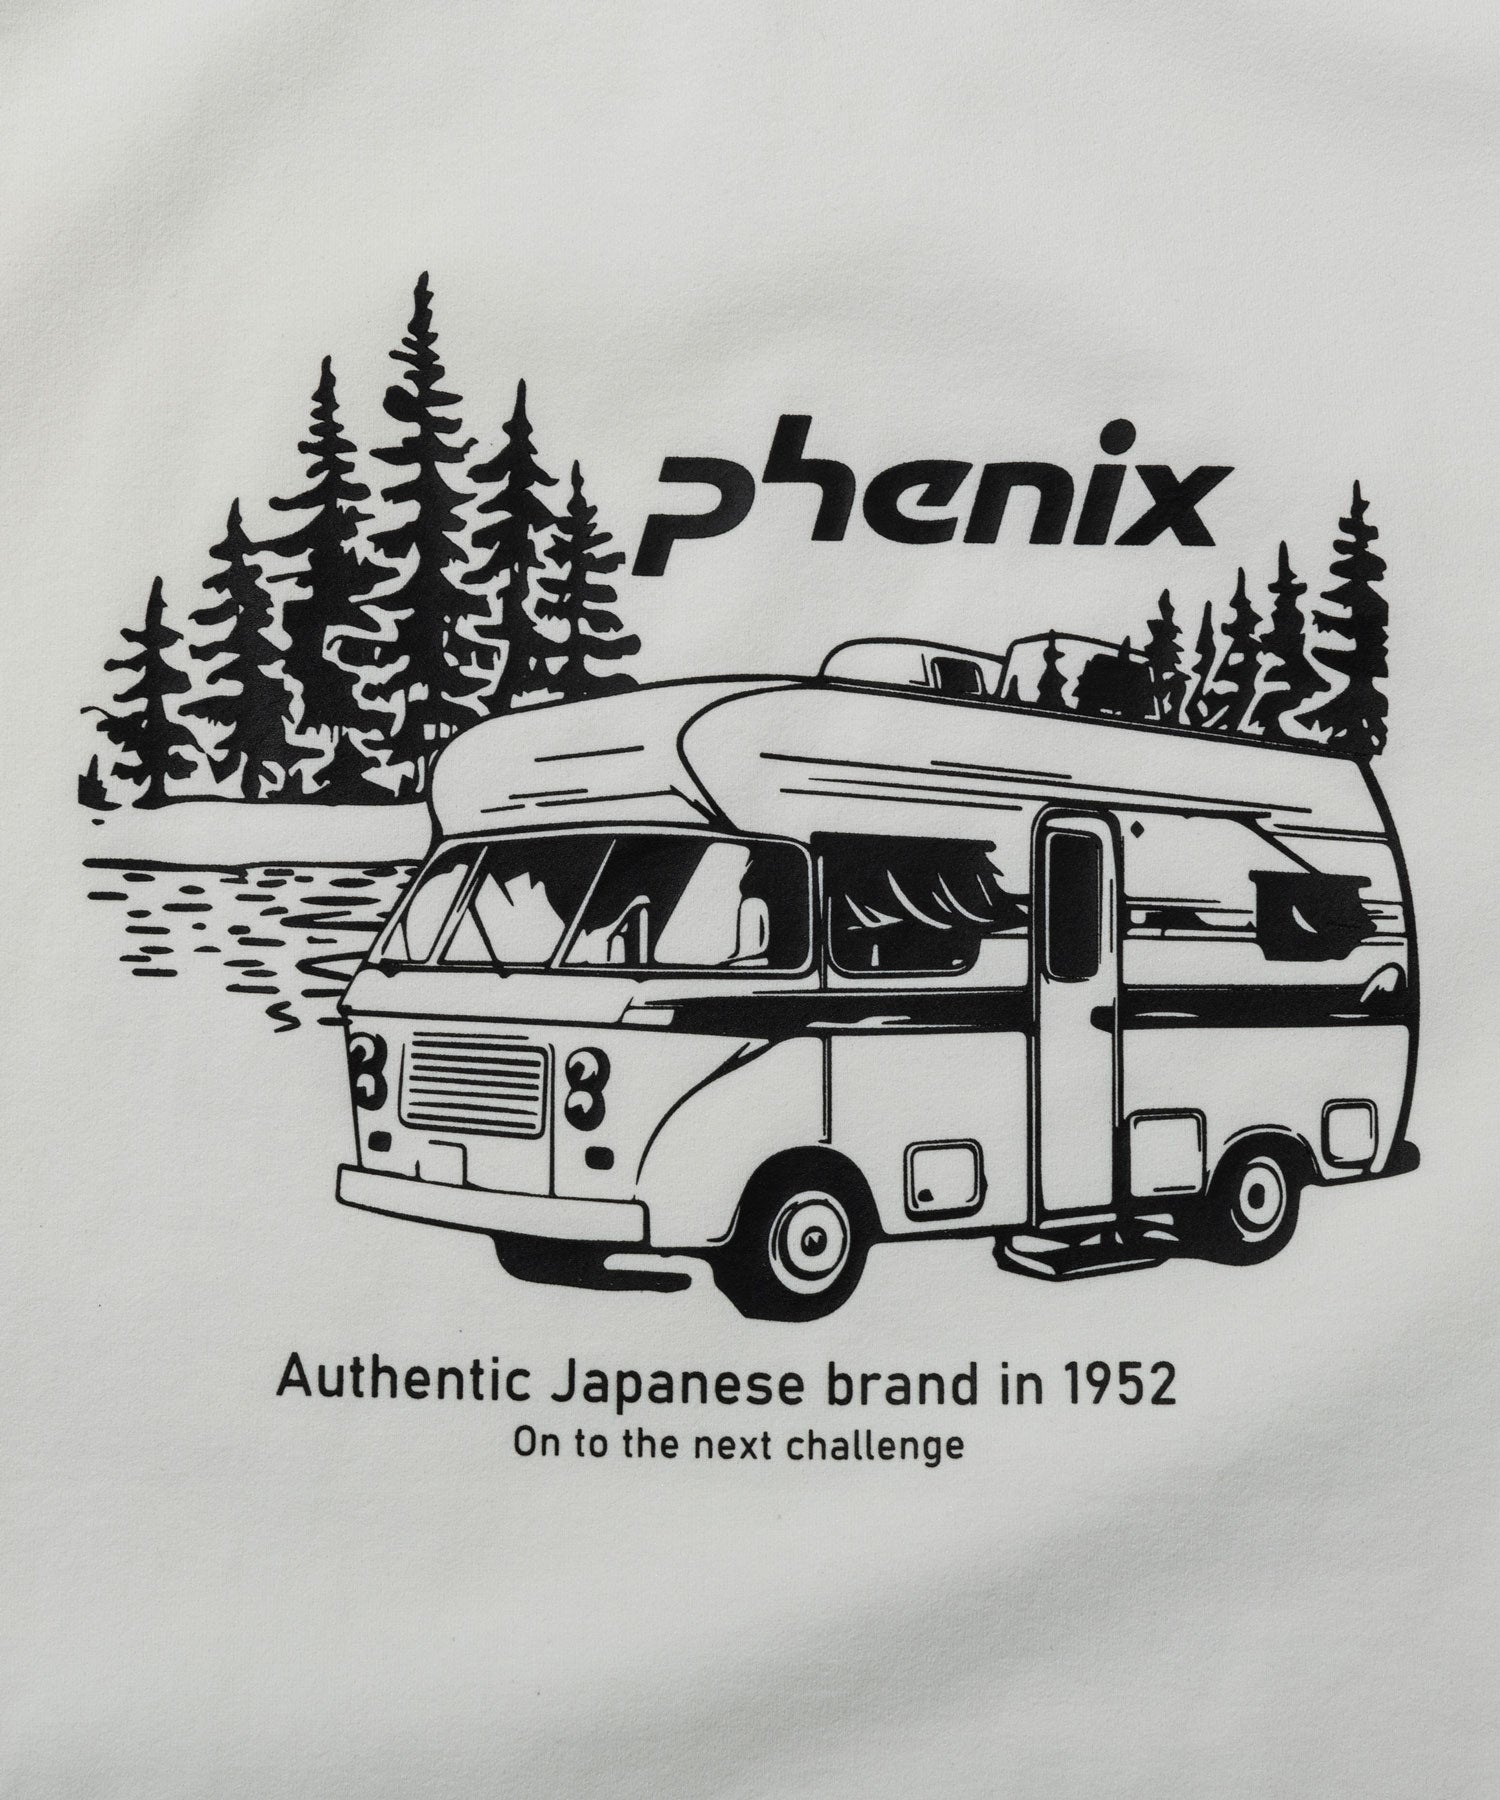 phenix
Authentic Japanese brand in 1952
On to the next challenge